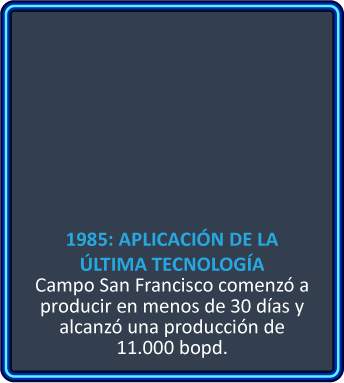 1985: APLICACIÓN DE LA
ÚLTIMA TECNOLOGÍA
Campo San Francisco comenzó a
producir en menos de 30 días y
alcanzó una producción de
11.000 bopd.